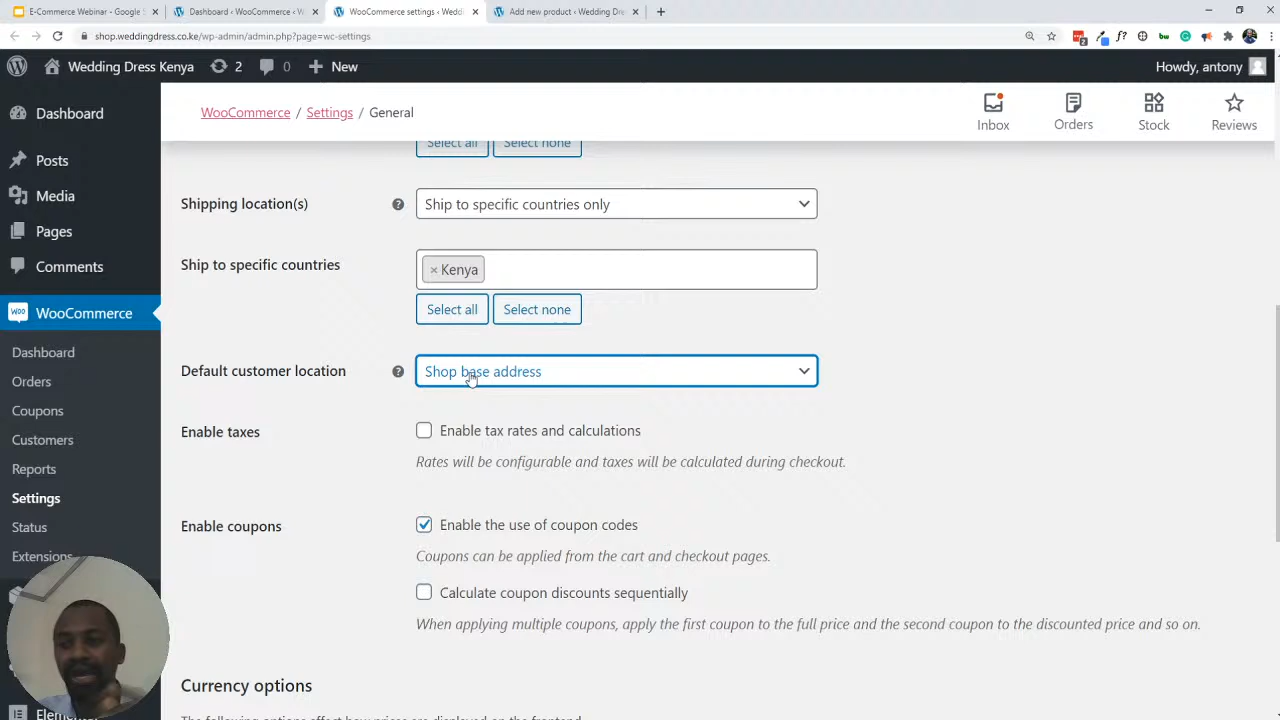 E-Commerce Webinar - Google S
Dashboard ‹ WooCommerce ‹ W
WooCommerce settings ‹ Weddi
Add new product ‹ Wedding Dre
shop.weddingdress.co.ke/wp-admin/admin.php?page=wc-settings
Wedding Dress Kenya
2
0
New
Howdy, antony
Dashboard
Posts
Media
Pages
Comments
WooCommerce
Dashboard
Orders
Coupons
Customers
Reports
Settings
Status
Extensions
WooCommerce / Settings / General
Inbox
Orders
Stock
Reviews
Select all
Select none
Shipping location(s)
Ship to specific countries only
Ship to specific countries
× Kenya
Select all
Select none
Default customer location
Shop base address
Enable taxes
Enable tax rates and calculations
Rates will be configurable and taxes will be calculated during checkout.
Enable coupons
Enable the use of coupon codes
Coupons can be applied from the cart and checkout pages.
Calculate coupon discounts sequentially
When applying multiple coupons, apply the first coupon to the full price and the second coupon to the discounted price and so on.
Currency options
The following options affect how prices are displayed on the frontend.